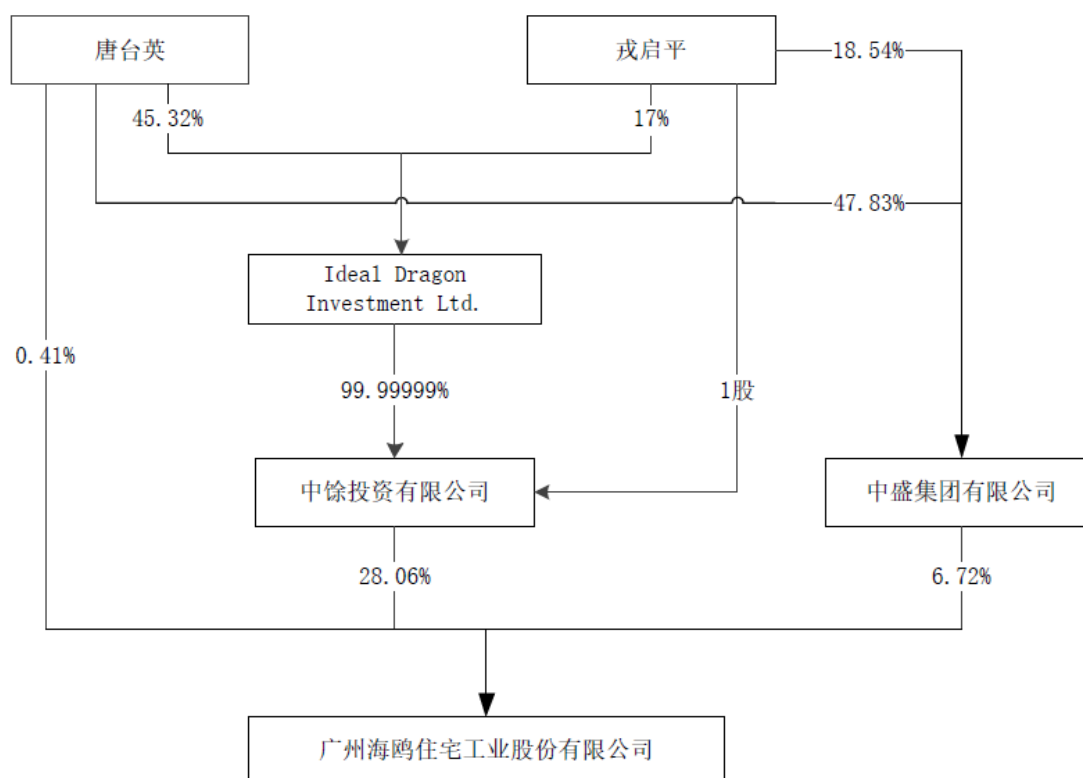 唐台英
戎启平
18.54%
45.32%
17%
47.83%
Ideal Dragon
Investment Ltd.
0.41%
99.99999%
1股
中馀投资有限公司
中盛集团有限公司
28.06%
6.72%
广州海鸥住宅工业股份有限公司